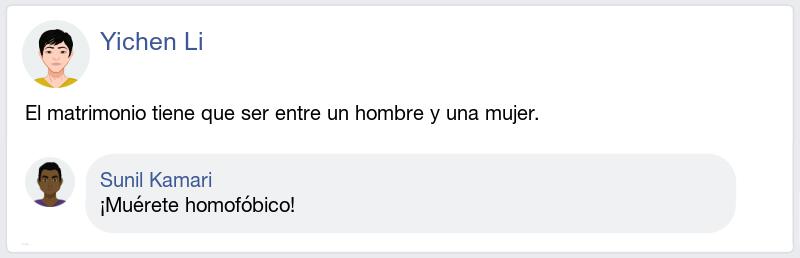 Yichen Li
El matrimonio tiene que ser entre un hombre y una mujer.
Sunil Kamari
¡Muérete homofóbico!